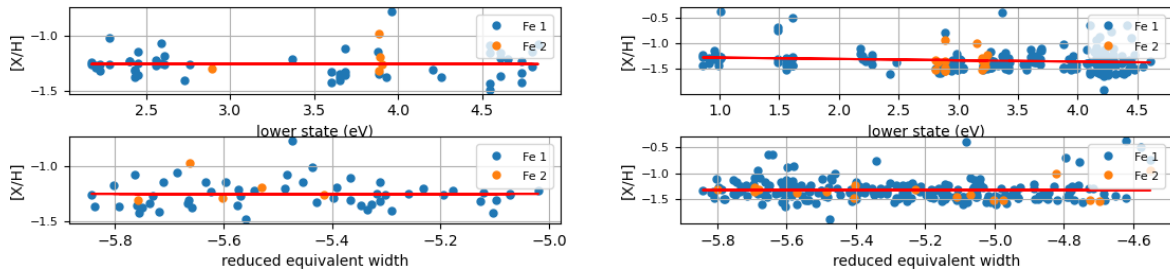 [X/H]
−1.0
−1.5
Fe 1
Fe 2
2.5
3.0
3.5
4.0
4.5
lower state (eV)
[X/H]
−1.0
−1.5
Fe 1
Fe 2
−5.8
−5.6
−5.4
−5.2
−5.0
reduced equivalent width
[X/H]
−0.5
−1.0
−1.5
Fe 1
Fe 2
1.0
1.5
2.0
2.5
3.0
3.5
4.0
4.5
lower state (eV)
[X/H]
−0.5
−1.0
−1.5
Fe 1
Fe 2
−5.8
−5.6
−5.4
−5.2
−5.0
−4.8
−4.6
reduced equivalent width